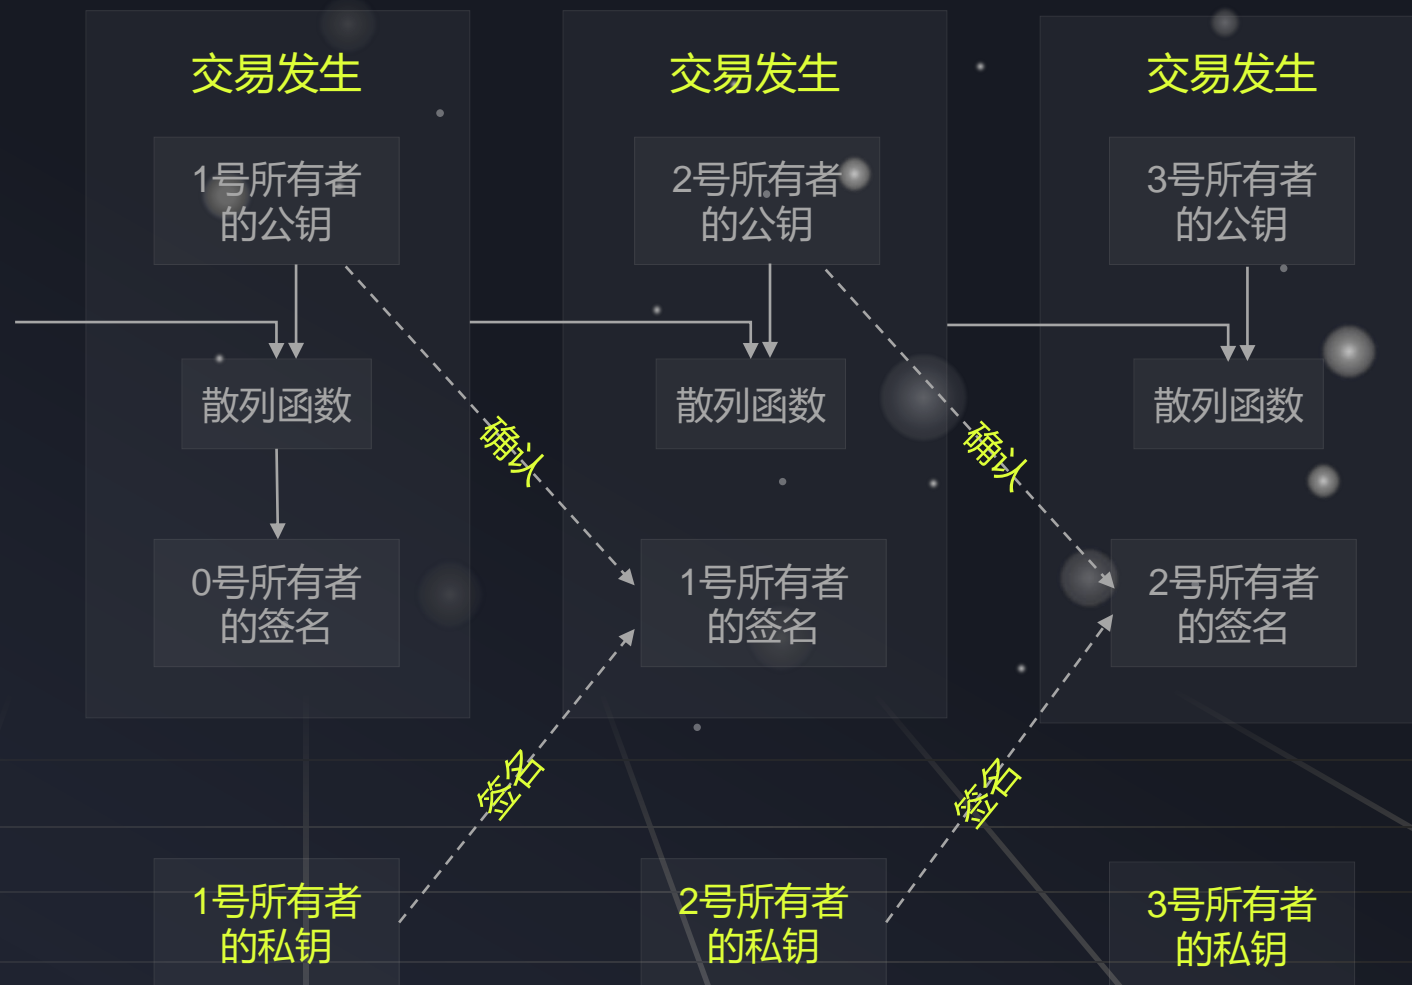 交易发生
1号所有者
的公钥
散列函数
0号所有者
的签名
交易发生
2号所有者
的公钥
散列函数
1号所有者
的签名
交易发生
3号所有者
的公钥
散列函数
2号所有者
的签名
确认
确认
签名
签名
1号所有者
的私钥
2号所有者
的私钥
3号所有者
的私钥